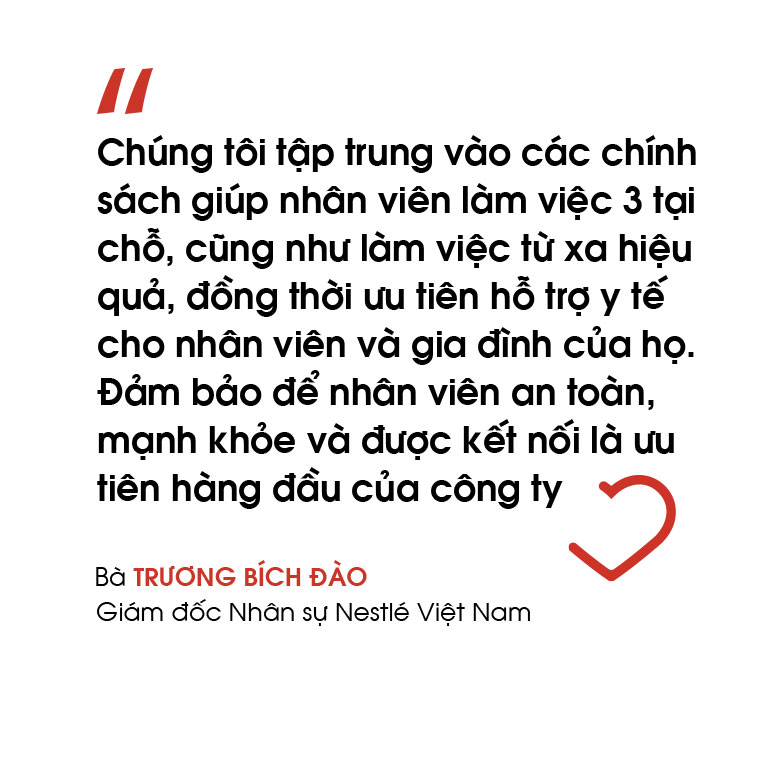 Chúng tôi tập trung vào các chính
sách giúp nhân viên làm việc 3 tại
chỗ, cũng như làm việc từ xa hiệu
quả, đồng thời ưu tiên hỗ trợ y tế
cho nhân viên và gia đình của họ.
Đảm bảo để nhân viên an toàn,
mạnh khỏe và được kết nối là ưu
tiên hàng đầu của công ty
Bà TRƯƠNG BÍCH ĐÀO
Giám đốc Nhân sự Nestlé Việt Nam